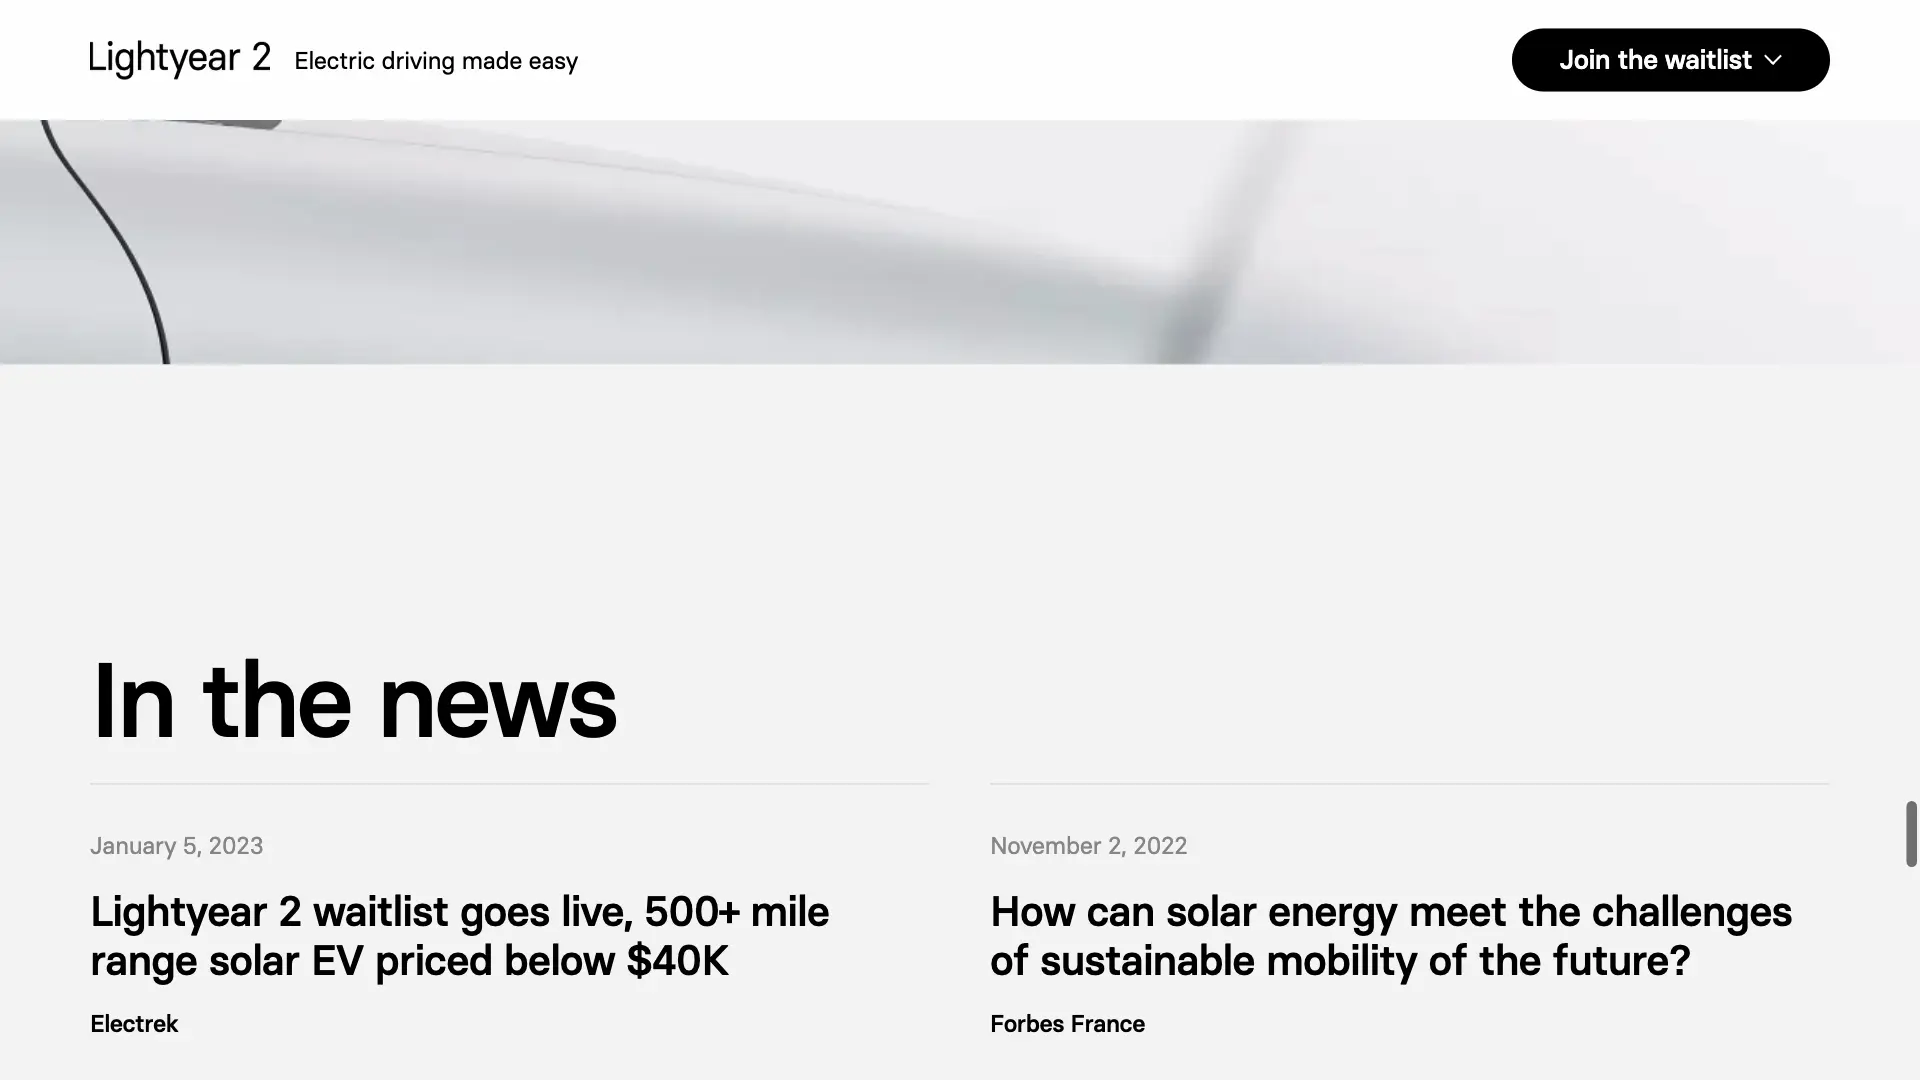 Lightyear 2 Electric driving made easy
Join the waitlist
In the news
January 5, 2023
Lightyear 2 waitlist goes live, 500+ mile
range solar EV priced below $40K
Electrek
November 2, 2022
How can solar energy meet the challenges
of sustainable mobility of the future?
Forbes France